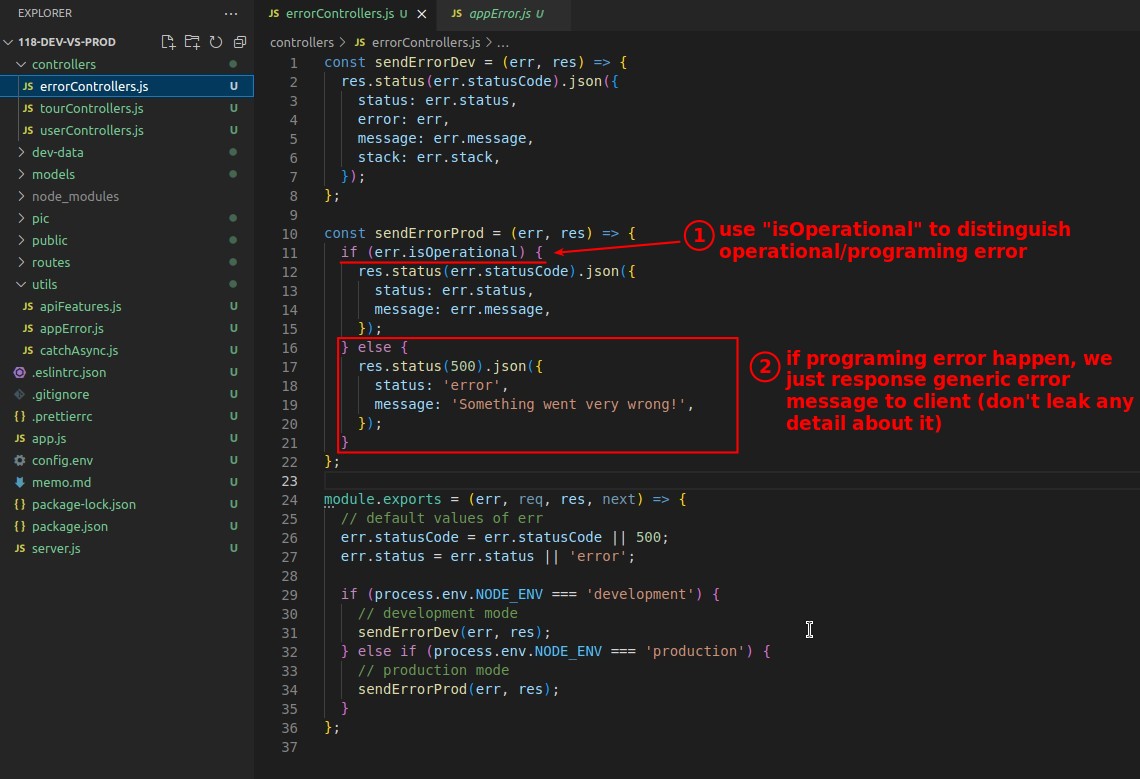 EXPLORER ...
118-DEV-VS-PROD
controllers
JS errorControllers.js U
JS tourControllers.js U
JS userControllers.js U
dev-data
models
node_modules
pic
public
routes
utils
JS apiFeatures.js U
JS appError.js U
JS catchAsync.js U
.eslintrc.json U
.gitignore U
{} .prettierrc U
JS app.js U
config.env U
memo.md U
{} package-lock.json U
{} package.json U
JS server.js U
JS errorControllers.js U
JS appError.js U
controllers > JS errorControllers.js > ...
1 const sendErrorDev = (err, res) => {
2 res.status(err.statusCode).json({
3 status: err.status,
4 error: err,
5 message: err.message,
6 stack: err.stack,
7 });
8 };
9
10 const sendErrorProd = (err, res) => {
11 if (err.isOperational) {
12 res.status(err.statusCode).json({
13 status: err.status,
14 message: err.message,
15 });
16 } else {
17 res.status(500).json({
18 status: 'error',
19 message: 'Something went very wrong!',
20 });
21 }
22 };
23
24 module.exports = (err, req, res, next) => {
25 // default values of err
26 err.statusCode = err.statusCode || 500;
27 err.status = err.status || 'error';
28
29 if (process.env.NODE_ENV === 'development') {
30 // development mode
31 sendErrorDev(err, res);
32 } else if (process.env.NODE_ENV === 'production') {
33 // production mode
34 sendErrorProd(err, res);
35 }
36 };
37
1 use "isOperational" to distinguish
operational/programing error
2 if programing error happen, we
just response generic error
message to client (don't leak any
detail about it)